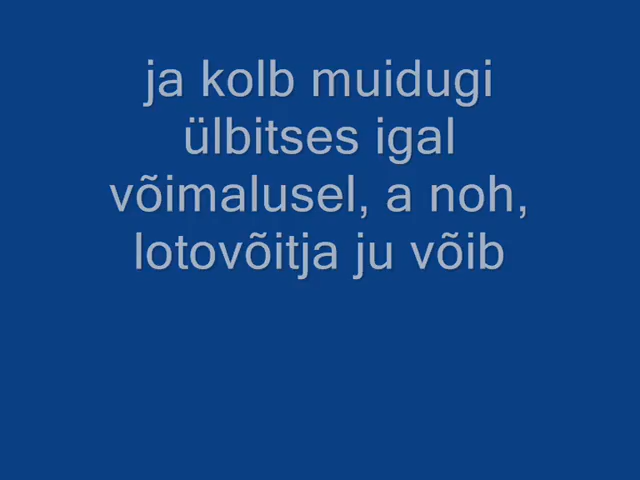 ja kolb muidugi
ülbitses igal
võimalusel, a noh,
lotovõitja ju võib